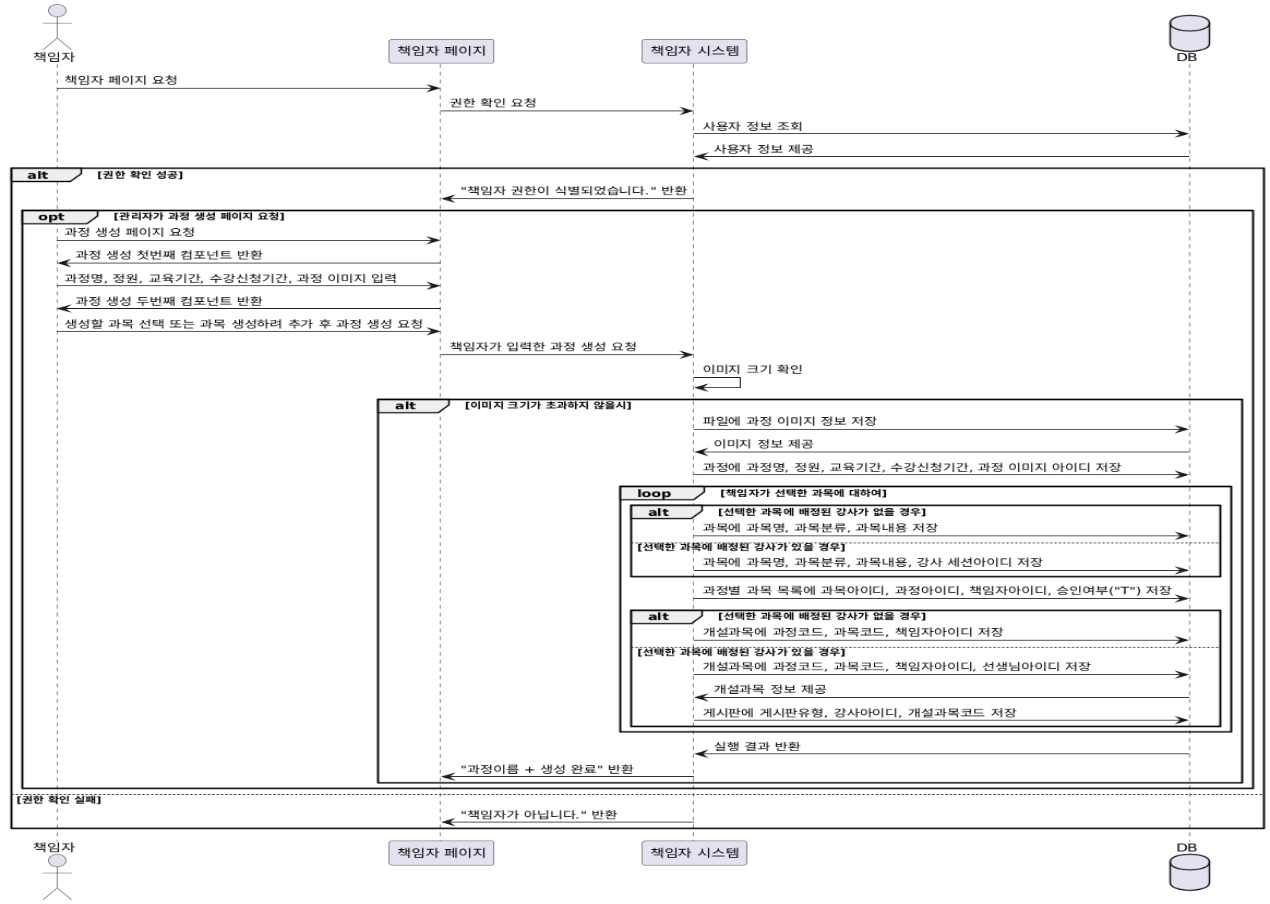 책임자
책임자 페이지
책임자 시스템
DB
책임자 페이지 요청
권한 확인 요청
사용자 정보 조회
사용자 정보 제공
alt [권한 확인 성공]
"책임자 권한이 식별되었습니다." 반환
opt [관리자가 과정 생성 페이지 요청]
과정 생성 페이지 요청
과정 생성 첫번째 컴포넌트 반환
과정명, 정원, 교육기간, 수강신청기간, 과정 이미지 입력
과정 생성 두번째 컴포넌트 반환
생성할 과목 선택 또는 과목 생성하려 추가 후 과정 생성 요청
책임자가 입력한 과정 생성 요청
이미지 크기 확인
alt [이미지 크기가 초과하지 않을시]
파일에 과정 이미지 정보 저장
이미지 정보 제공
과정에 과정명, 정원, 교육기간, 수강신청기간, 과정 이미지 아이디 저장
loop [책임자가 선택한 과목에 대하여]
alt [선택한 과목에 배정된 강사가 없을 경우]
과목에 과목명, 과목분류, 과목내용 저장
[선택한 과목에 배정된 강사가 있을 경우]
과목에 과목명, 과목분류, 과목내용, 강사 세션아이디 저장
과정별 과목 목록에 과목아이디, 과정아이디, 책임자아이디, 승인여부("T") 저장
alt [선택한 과목에 배정된 강사가 없을 경우]
개설과목에 과정코드, 과목코드, 책임자아이디 저장
[선택한 과목에 배정된 강사가 있을 경우]
개설과목에 과정코드, 과목코드, 책임자아이디, 선생님아이디 저장
개설과목 정보 제공
게시판에 게시판유형, 강사아이디, 개설과목코드 저장
실행 결과 반환
"과정이름 + 생성 완료" 반환
[권한 확인 실패]
"책임자가 아닙니다." 반환
책임자
책임자 페이지
책임자 시스템
DB